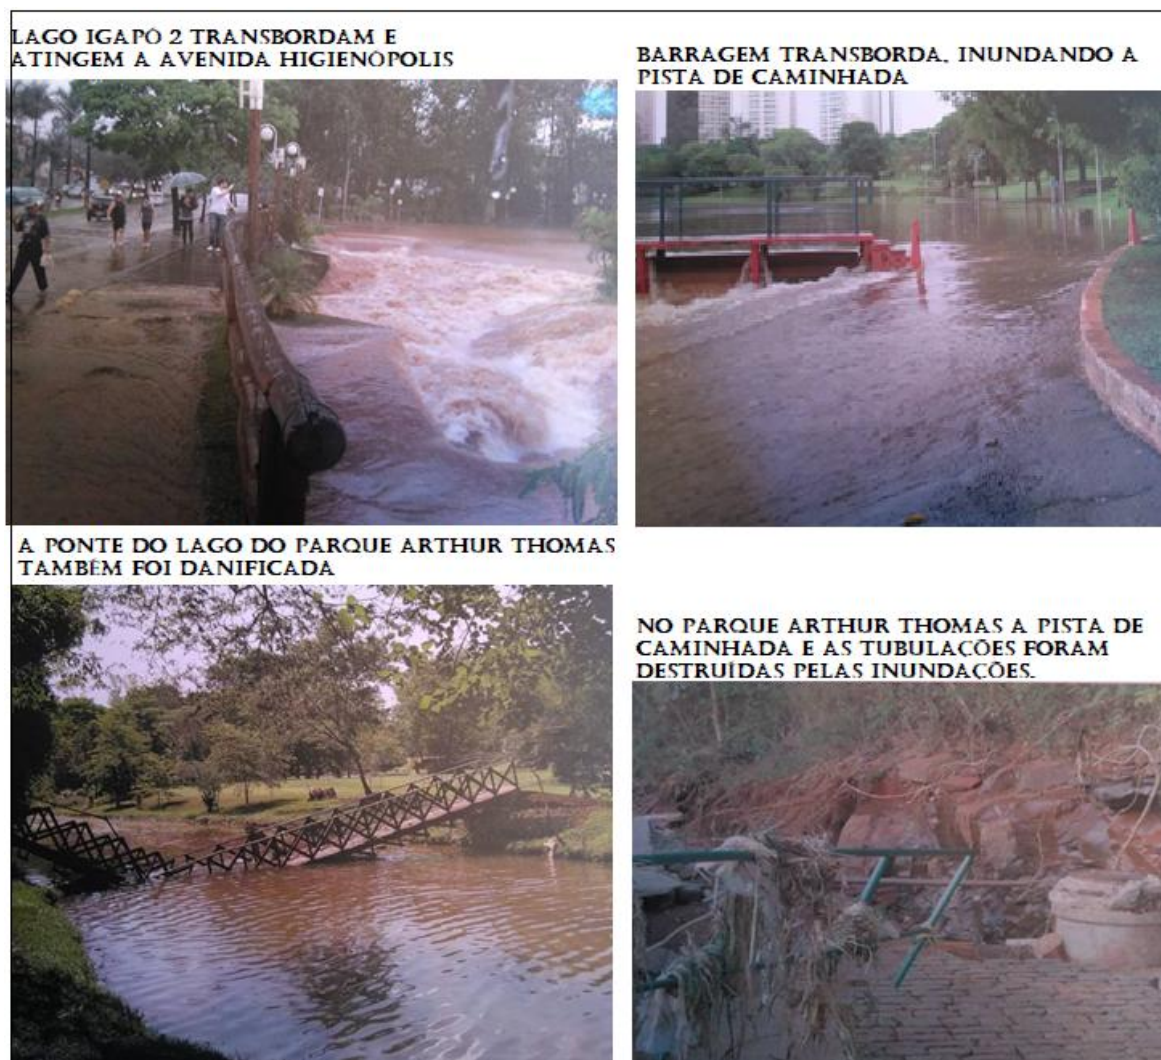 LAGO IGAPÓ 2 TRANSBORDAM E
ATINGEM A AVENIDA HIGIENÓPOLIS
BARRAGEM TRANSBORDA, INUNDANDO A
PISTA DE CAMINHADA
A PONTE DO LAGO DO PARQUE ARTHUR THOMAS
TAMBÉM FOI DANIFICADA
NO PARQUE ARTHUR THOMAS A PISTA DE
CAMINHADA E AS TUBULAÇÕES FORAM
DESTRUÍDAS PELAS INUNDAÇÕES.